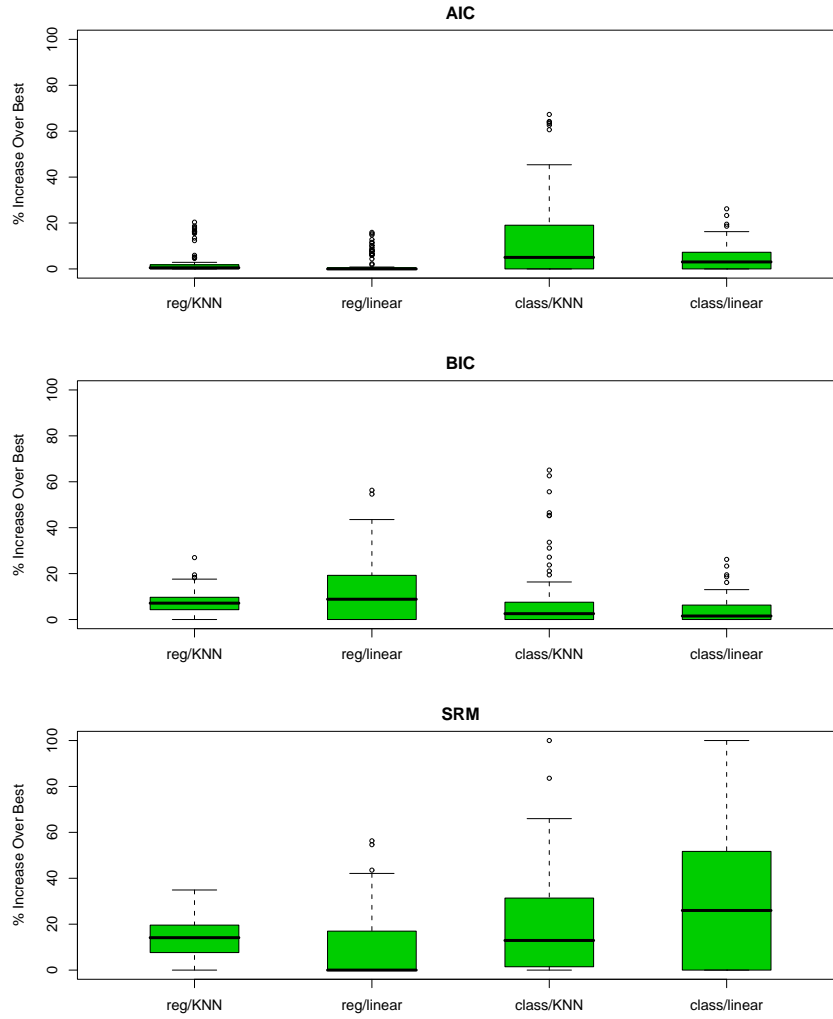 AIC
100
80
60
40
20
0
% Increase Over Best
reg/KNN reg/linear class/KNN class/linear
BIC
100
80
60
40
20
0
% Increase Over Best
reg/KNN reg/linear class/KNN class/linear
SRM
100
80
60
40
20
0
% Increase Over Best
reg/KNN reg/linear class/KNN class/linear